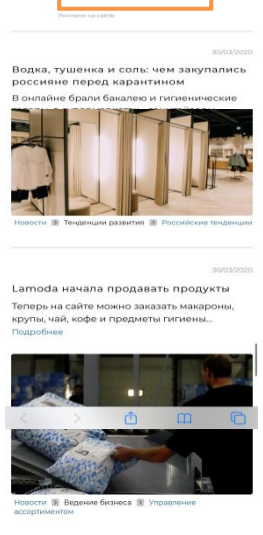 Реклама на сайте
30/03/2020
Водка, тушенка и соль: чем закупались
россияне перед карантином
В онлайне брали бакалею и гигиенические
Новости Тенденции развития Российские тенденции
30/03/2020
Lamoda начала продавать продукты
Теперь на сайте можно заказать макароны,
крупы, чай, кофе и предметы гигиены...
Подробнее
Новости Ведение бизнеса Управление
ассортиментом